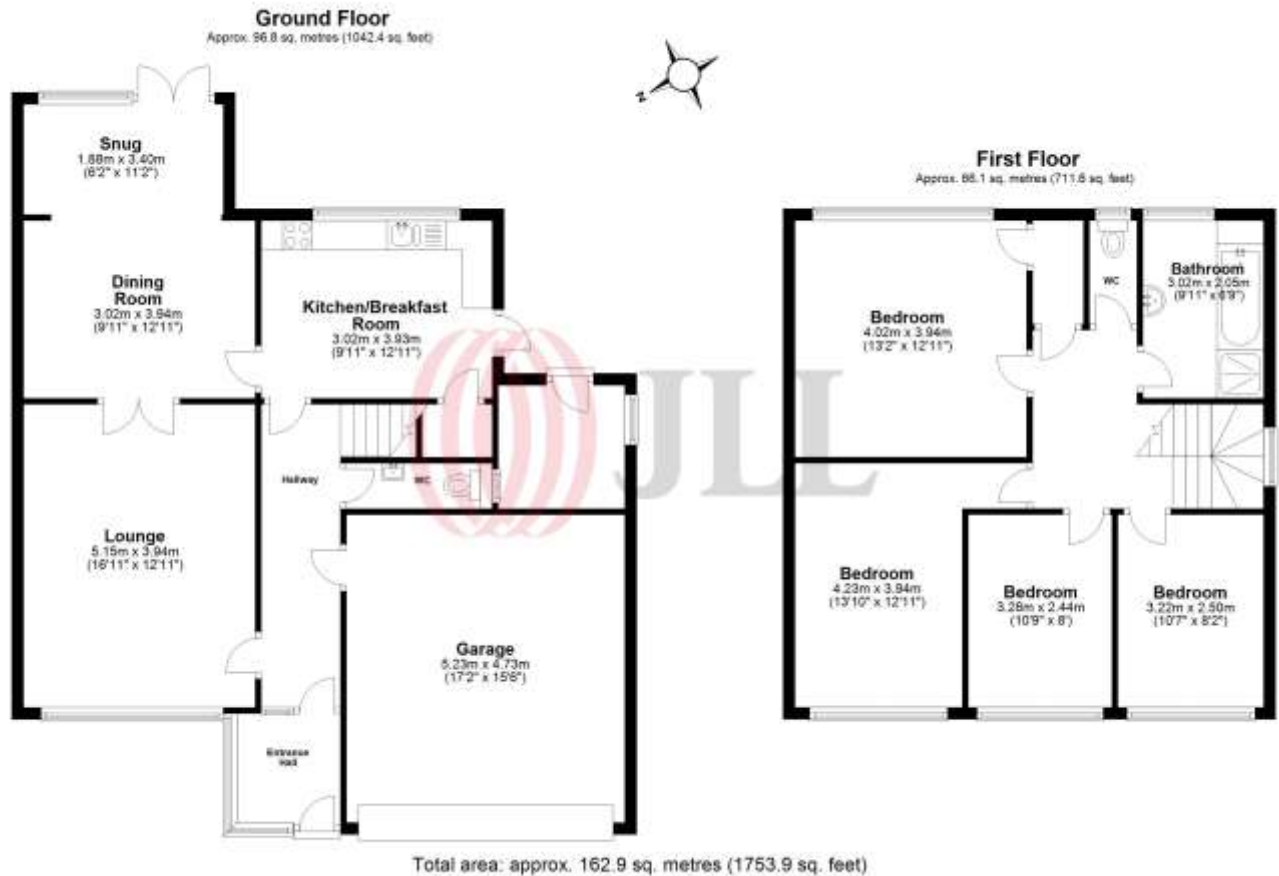 Ground Floor
Approx. 96.8 sq. metres (1042.4 sq. feet)
Snug
1.88m x 3.40m
(6'2" x 11'2")
Dining
Room
3.02m x 3.94m
(9'11" x 12'11")
Kitchen/Breakfast
Room
3.02m x 3.93m
(9'11" x 12'11")
Hallway
WC
Lounge
5.15m x 3.94m
(16'11" x 12'11")
Garage
5.23m x 4.73m
(17'2" x 15'6")
Entrance
Hall
N
First Floor
Approx. 66.1 sq. metres (711.6 sq. feet)
Bedroom
4.02m x 3.94m
(13'2" x 12'11")
WC
Bathroom
3.02m x 2.05m
(9'11" x 6'9")
Bedroom
4.23m x 3.94m
(13'10" x 12'11")
Bedroom
3.28m x 2.44m
(10'9" x 8')
Bedroom
3.22m x 2.50m
(10'7" x 8'2")
JLL
Total area: approx. 162.9 sq. metres (1753.9 sq. feet)